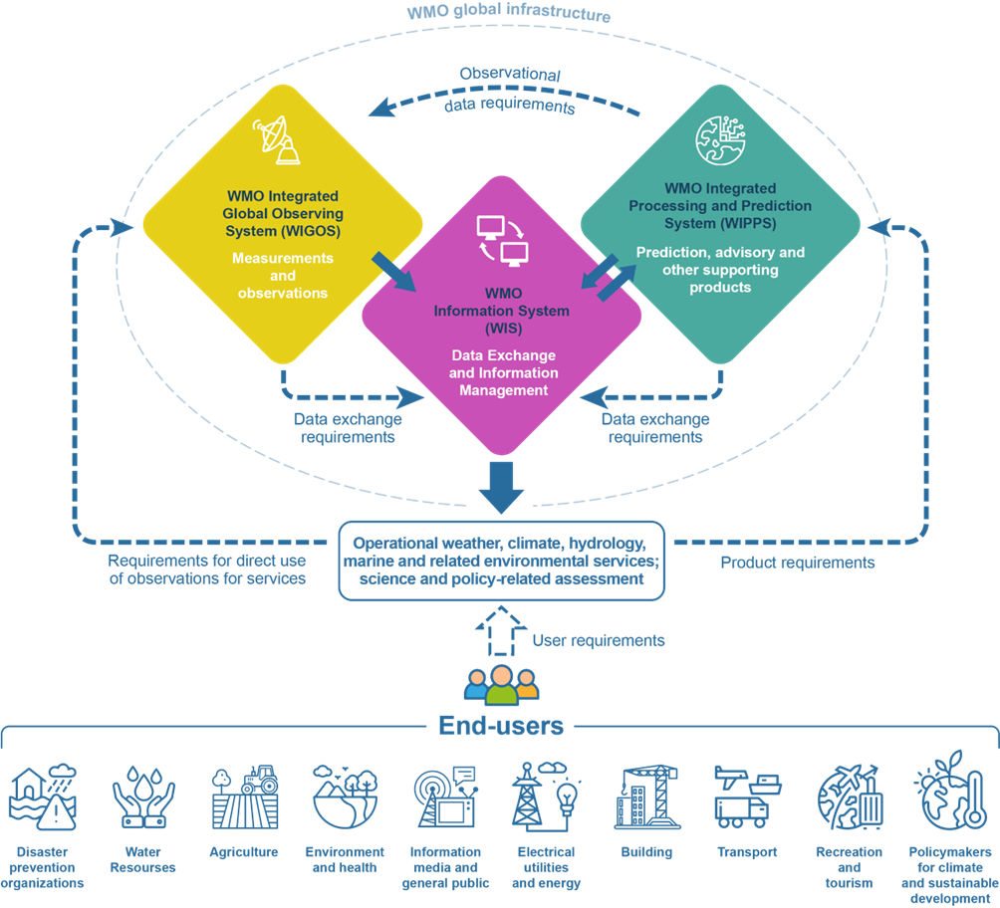 WMO global infrastructure
Observational
data requirements
WMO Integrated
Global Observing
System (WIGOS)
Measurements
and
observations
WMO Integrated
Processing and Prediction
System (WIPPS)
Prediction, advisory and
other supporting
products
WMO
Information System
(WIS)
Data Exchange
and Information
Management
Data exchange
requirements
Data exchange
requirements
Operational weather, climate, hydrology,
marine and related environmental services;
science and policy-related assessment
Requirements for direct use
of observations for services
Product requirements
User requirements
End-users
Disaster
prevention
organizations
Water
Resourses
Agriculture
Environment
and health
Information
media and
general public
Electrical
utilities
and energy
Building
Transport
Recreation
and
tourism
Policymakers
for climate
and sustainable
development